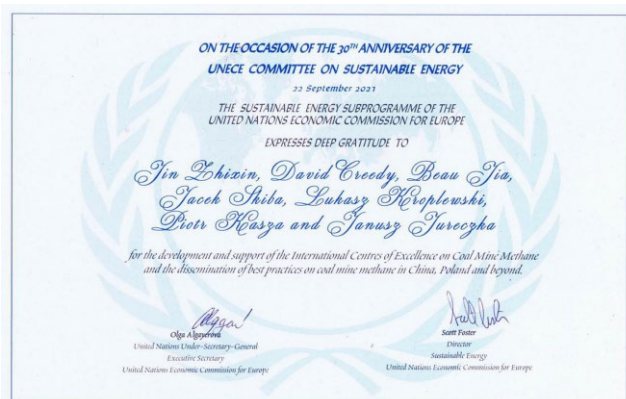 ON THE OCCASION OF THE 30TH ANNIVERSARY OF THE
UNECE COMMITTEE ON SUSTAINABLE ENERGY
22 September 2021
THE SUSTAINABLE ENERGY SUBPROGRAMME OF THE
UNITED NATIONS ECONOMIC COMMISSION FOR EUROPE
EXPRESSES DEEP GRATITUDE TO
Jin Zhixin, David Creedy, Beau Jia,
Jacek Skiba, Lukasz Kroplewski,
Piotr Kasza and Janusz Jureczka
for the development and support of the International Centres of Excellence on Coal Mine Methane
and the dissemination of best practices on coal mine methane in China, Poland and beyond.
Olga Algayerova
United Nations Under-Secretary-General
Executive Secretary
United Nations Economic Commission for Europe
Scott Foster
Director
Sustainable Energy
United Nations Economic Commission for Europe